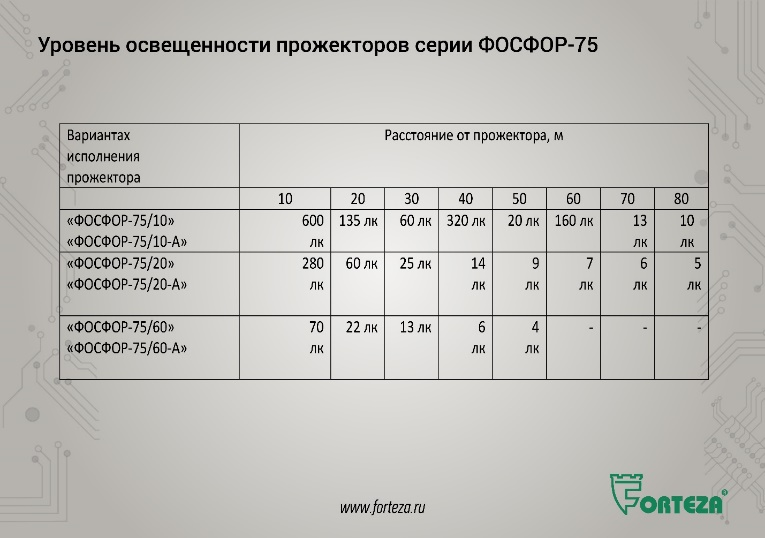 Уровень освещенности прожекторов серии ФОСФОР-75
Вариантах
исполнения
прожектора
Расстояние от прожектора, м
10 20 30 40 50 60 70 80
«ФОСФОР-75/10» 600 135 лк 60 лк 320 лк 20 лк 160 лк 13 10
«ФОСФОР-75/10-А» лк лк лк
«ФОСФОР-75/20» 280 60 лк 25 лк 14 9 7 6 5
«ФОСФОР-75/20-А» лк лк лк лк лк лк
«ФОСФОР-75/60» 70 22 лк 13 лк 6 4 - - -
«ФОСФОР-75/60-А» лк лк лк
www.forteza.ru
FORTEZA®